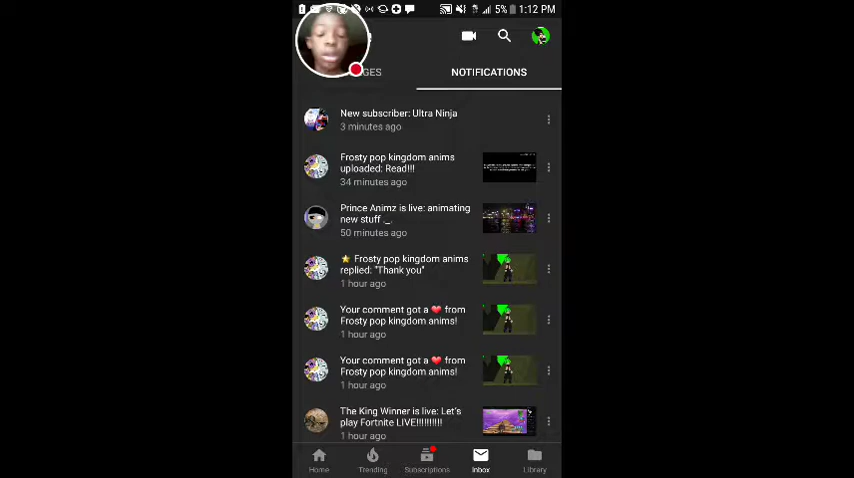 5% 1:12 PM
GES
NOTIFICATIONS
New subscriber: Ultra Ninja
3 minutes ago
Frosty pop kingdom anims
uploaded: Read!!!
34 minutes ago
Prince Animz is live: animating
new stuff ._.
50 minutes ago
⭐ Frosty pop kingdom anims
replied: "Thank you"
1 hour ago
Your comment got a ❤ from
Frosty pop kingdom anims!
1 hour ago
Your comment got a ❤ from
Frosty pop kingdom anims!
1 hour ago
The King Winner is live: Let's
play Fortnite LIVE!!!!!!!!!!
1 hour ago
Home
Trending
Subscriptions
Inbox
Library